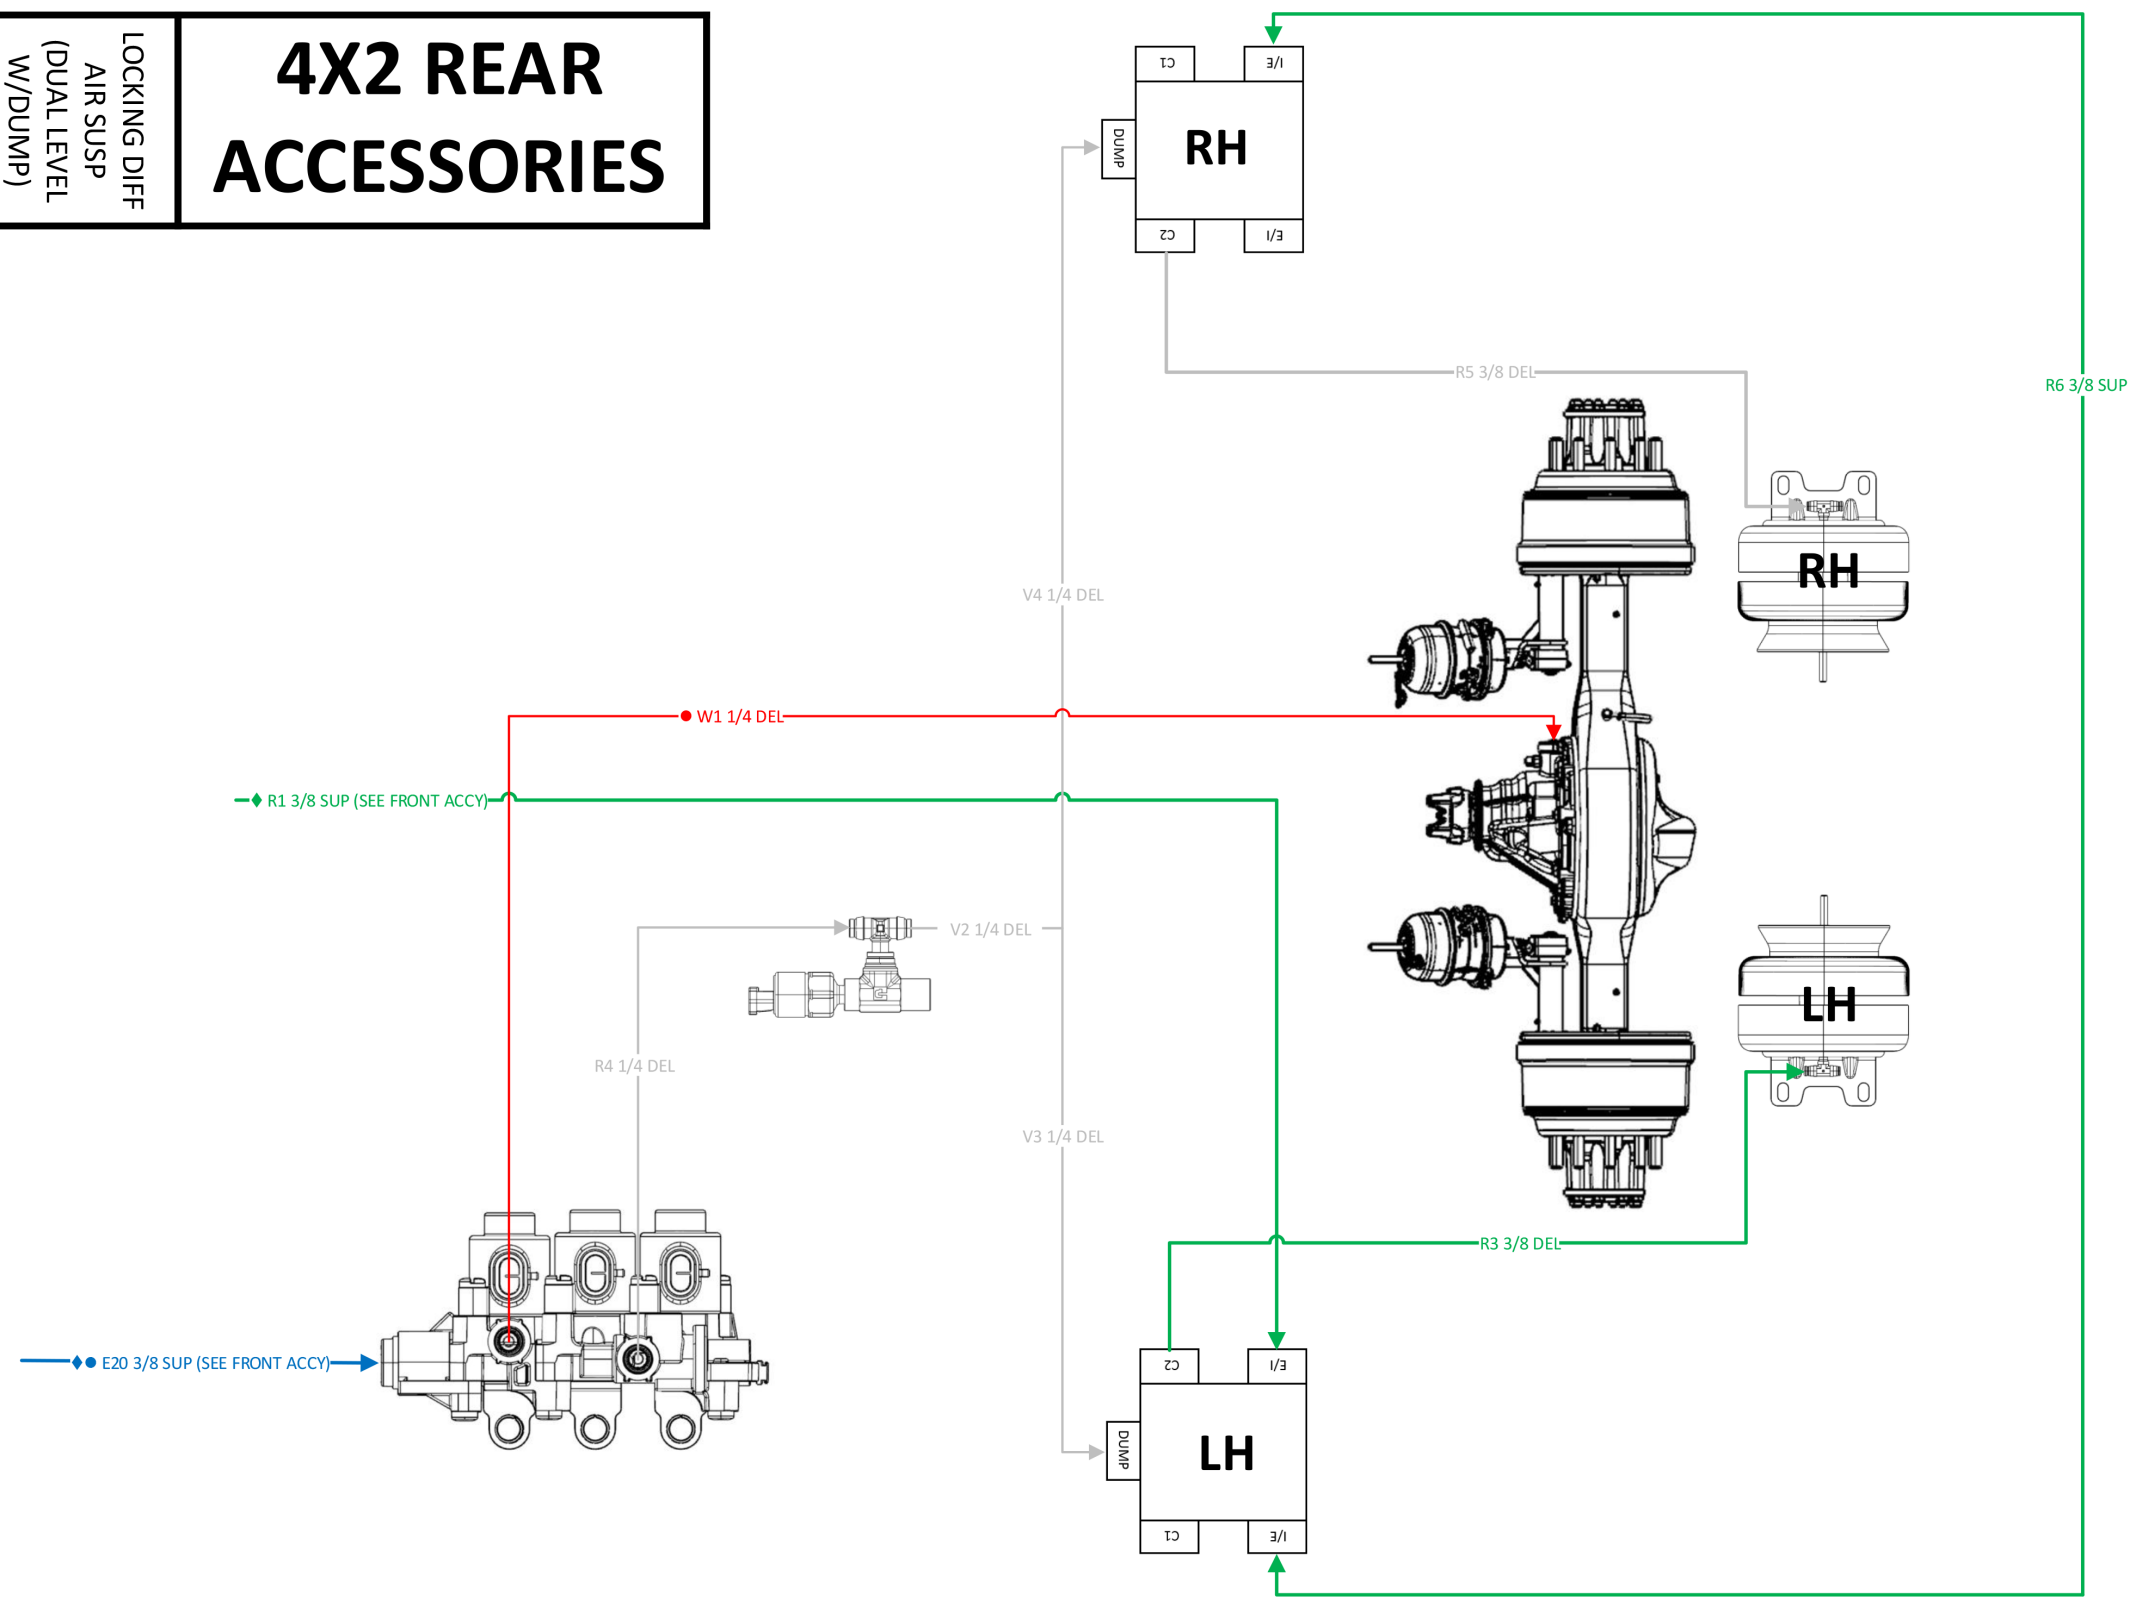 LOCKING DIFF
AIR SUSP
(DUAL LEVEL
W/DUMP)
4X2 REAR
ACCESSORIES
C1
I/E
DUMP
RH
C2
E/I
R5 3/8 DEL
R6 3/8 SUP
RH
V4 1/4 DEL
W1 1/4 DEL
R1 3/8 SUP (SEE FRONT ACCY)
V2 1/4 DEL
LH
R4 1/4 DEL
V3 1/4 DEL
R3 3/8 DEL
E20 3/8 SUP (SEE FRONT ACCY)
C2
E/I
DUMP
LH
C1
I/E